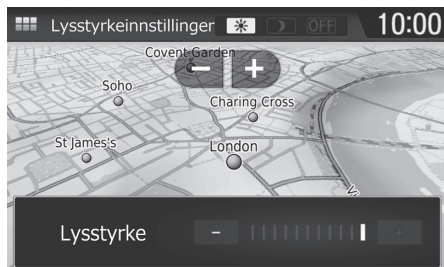 Lysstyrkeinnstillinger OFF 10:00
Covent Garden
− +
Soho
Charing Cross
St James's
London
Lysstyrke − +